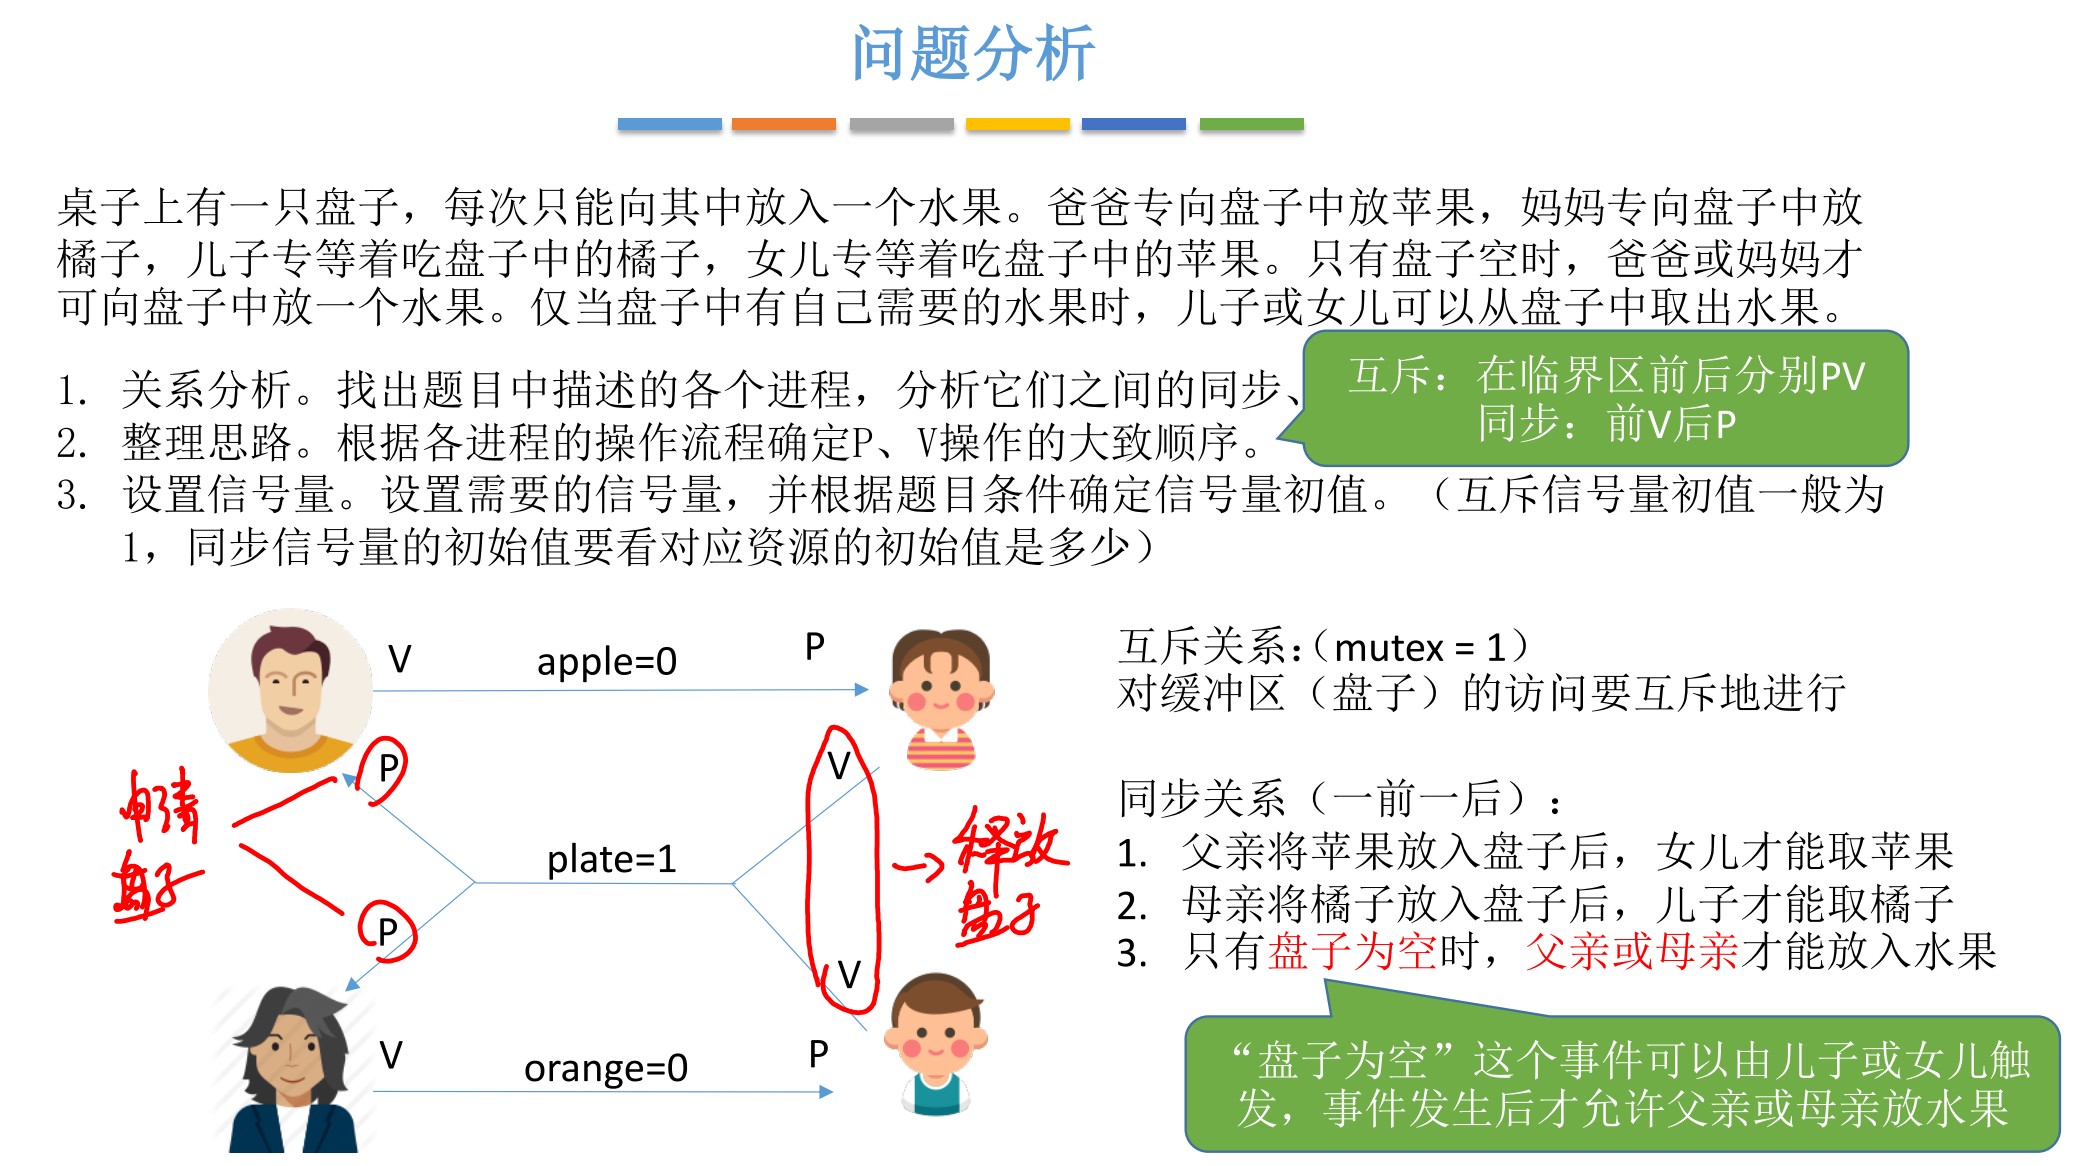 问题分析
桌子上有一只盘子，每次只能向其中放入一个水果。爸爸专向盘子中放苹果，妈妈专向盘子中放
橘子，儿子专等着吃盘子中的橘子，女儿专等着吃盘子中的苹果。只有盘子空时，爸爸或妈妈才
可向盘子中放一个水果。仅当盘子中有自己需要的水果时，儿子或女儿可以从盘子中取出水果。
1. 关系分析。找出题目中描述的各个进程，分析它们之间的同步、
互斥：在临界区前后分别PV
同步：前V后P
2. 整理思路。根据各进程的操作流程确定P、V操作的大致顺序。
3. 设置信号量。设置需要的信号量，并根据题目条件确定信号量初值。（互斥信号量初值一般为
1，同步信号量的初始值要看对应资源的初始值是多少）
V apple=0 P
P V
申请
盘子
plate=1
释放
盘子
P V
V orange=0 P
互斥关系：（mutex = 1）
对缓冲区（盘子）的访问要互斥地进行
同步关系（一前一后）：
1. 父亲将苹果放入盘子后，女儿才能取苹果
2. 母亲将橘子放入盘子后，儿子才能取橘子
3. 只有盘子为空时，父亲或母亲才能放入水果
“盘子为空”这个事件可以由儿子或女儿触
发，事件发生后才允许父亲或母亲放水果